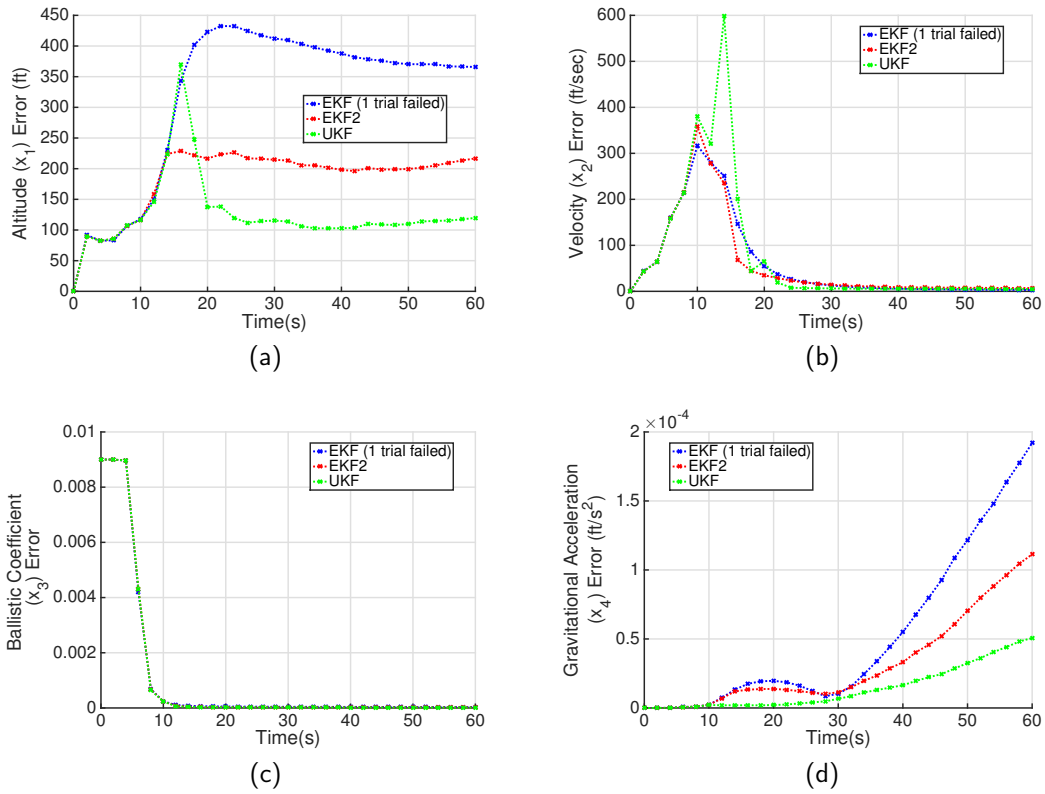 450
400
350
300
250
200
150
100
50
0
Altitude (x1) Error (ft)
EKF (1 trial failed)
EKF2
UKF
0 10 20 30 40 50 60
Time(s)
(a)
600
500
400
300
200
100
0
Velocity (x2) Error (ft/sec)
EKF (1 trial failed)
EKF2
UKF
0 10 20 30 40 50 60
Time(s)
(b)
0.01
0.008
0.006
0.004
0.002
0
Ballistic Coefficient
(x3) Error
EKF (1 trial failed)
EKF2
UKF
0 10 20 30 40 50 60
Time(s)
(c)
×10-4
2
1.5
1
0.5
0
Gravitational Acceleration
(x4) Error (ft/s2)
EKF (1 trial failed)
EKF2
UKF
0 10 20 30 40 50 60
Time(s)
(d)